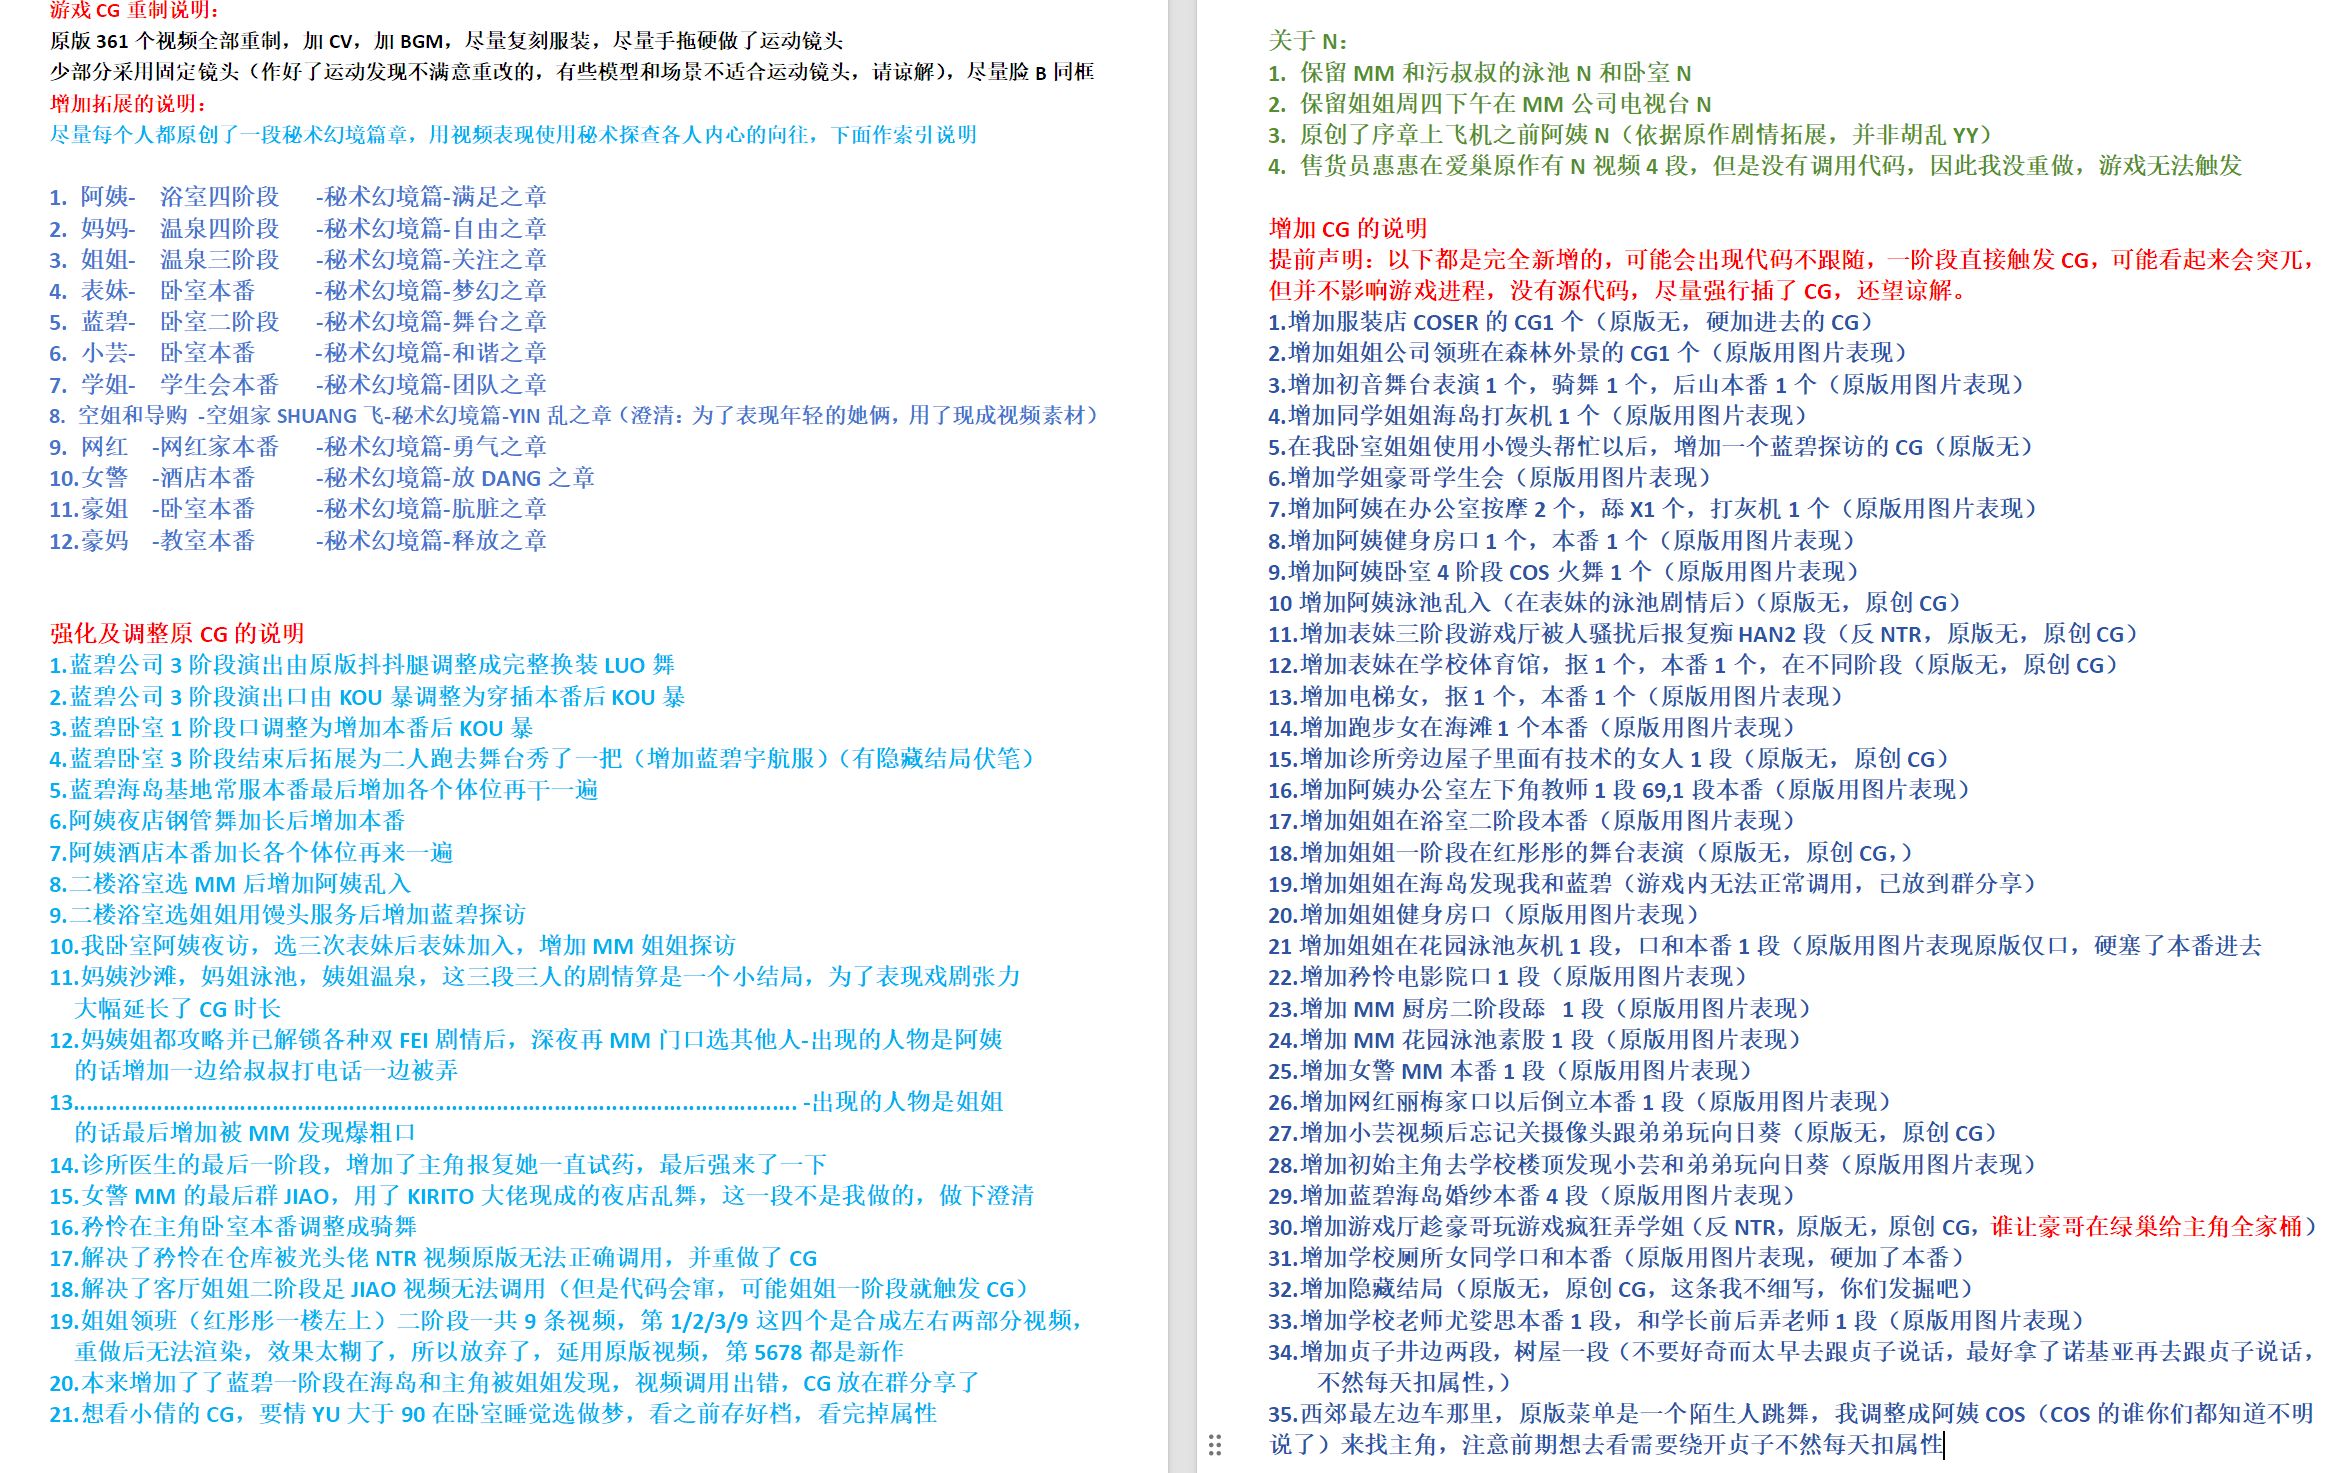 游戏 CG 重制说明：
原版 361 个视频全部重制，加 CV，加 BGM，尽量复刻服装，尽量手拖硬做了运动镜头
少部分采用固定镜头（作好了运动发现不满意重改的，有些模型和场景不适合运动镜头，请谅解），尽量脸 B 同框
增加拓展的说明：
尽量每个人都原创了一段秘术幻境篇章，用视频表现使用秘术探查各人内心的向往，下面作索引说明
1. 阿姨- 浴室四阶段 -秘术幻境篇-满足之章
2. 妈妈- 温泉四阶段 -秘术幻境篇-自由之章
3. 姐姐- 温泉三阶段 -秘术幻境篇-关注之章
4. 表妹- 卧室本番 -秘术幻境篇-梦幻之章
5. 蓝碧- 卧室二阶段 -秘术幻境篇-舞台之章
6. 小芸- 卧室本番 -秘术幻境篇-和谐之章
7. 学姐- 学生会本番 -秘术幻境篇-团队之章
8. 空姐和导购 -空姐家 SHUANG 飞-秘术幻境篇-YIN 乱之章（澄清：为了表现年轻的她俩，用了现成视频素材）
9. 网红 -网红家本番 -秘术幻境篇-勇气之章
10.女警 -酒店本番 -秘术幻境篇-放 DANG 之章
11.豪姐 -卧室本番 -秘术幻境篇-肮脏之章
12.豪妈 -教室本番 -秘术幻境篇-释放之章
强化及调整原 CG 的说明
1.蓝碧公司 3 阶段演出由原版抖抖腿调整成完整换装 LUO 舞
2.蓝碧公司 3 阶段演出口由 KOU 暴调整为穿插本番后 KOU 暴
3.蓝碧卧室 1 阶段口调整为增加本番后 KOU 暴
4.蓝碧卧室 3 阶段结束后拓展为二人跑去舞台秀了一把（增加蓝碧宇航服）（有隐藏结局伏笔）
5.蓝碧海岛基地常服本番最后增加各个体位再干一遍
6.阿姨夜店钢管舞加长后增加本番
7.阿姨酒店本番加长各个体位再来一遍
8.二楼浴室选 MM 后增加阿姨乱入
9.二楼浴室选姐姐用馒头服务后增加蓝碧探访
10.我卧室阿姨夜访，选三次表妹后表妹加入，增加 MM 姐姐探访
11.妈姨沙滩，妈姐泳池，姨姐温泉，这三段三人的剧情算是一个小结局，为了表现戏剧张力
大幅延长了 CG 时长
12.妈姨姐都攻略并已解锁各种双 FEI 剧情后，深夜再 MM 门口选其他人-出现的人物是阿姨
的话增加一边给叔叔打电话一边被弄
13..................................................................................................................... -出现的人物是姐姐
的话最后增加被 MM 发现爆粗口
14.诊所医生的最后一阶段，增加了主角报复她一直试药，最后强来了一下
15.女警 MM 的最后群 JIAO，用了 KIRITO 大佬现成的夜店乱舞，这一段不是我做的，做下澄清
16.矜怜在主角卧室本番调整成骑舞
17.解决了矜怜在仓库被光头佬 NTR 视频原版无法正确调用，并重做了 CG
18.解决了客厅姐姐二阶段足 JIAO 视频无法调用（但是代码会窜，可能姐姐一阶段就触发 CG）
19.姐姐领班（红彤彤一楼左上）二阶段一共 9 条视频，第 1/2/3/9 这四个是合成左右两部分视频，
重做后无法渲染，效果太糊了，所以放弃了，延用原版视频，第 5678 都是新作
20.本来增加了了蓝碧一阶段在海岛和主角被姐姐发现，视频调用出错，CG 放在群分享了
21.想看小倩的 CG，要情 YU 大于 90 在卧室睡觉选做梦，看之前存好档，看完掉属性
关于 N：
1. 保留 MM 和污叔叔的泳池 N 和卧室 N
2. 保留姐姐周四下午在 MM 公司电视台 N
3. 原创了序章上飞机之前阿姨 N（依据原作剧情拓展，并非胡乱 YY）
4. 售货员惠惠在爱巢原作有 N 视频 4 段，但是没有调用代码，因此我没重做，游戏无法触发
增加 CG 的说明
提前声明：以下都是完全新增的，可能会出现代码不跟随，一阶段直接触发 CG，可能看起来会突兀，
但并不影响游戏进程，没有源代码，尽量强行插了 CG，还望谅解。
1.增加服装店 COSER 的 CG1 个（原版无，硬加进去的 CG）
2.增加姐姐公司领班在森林外景的 CG1 个（原版用图片表现）
3.增加初音舞台表演 1 个，骑舞 1 个，后山本番 1 个（原版用图片表现）
4.增加同学姐姐海岛打灰机 1 个（原版用图片表现）
5.在我卧室姐姐使用小馒头帮忙以后，增加一个蓝碧探访的 CG（原版无）
6.增加学姐豪哥学生会（原版用图片表现）
7.增加阿姨在办公室按摩 2 个，舔 X1 个，打灰机 1 个（原版用图片表现）
8.增加阿姨健身房口 1 个，本番 1 个（原版用图片表现）
9.增加阿姨卧室 4 阶段 COS 火舞 1 个（原版用图片表现）
10 增加阿姨泳池乱入（在表妹的泳池剧情后）（原版无，原创 CG）
11.增加表妹三阶段游戏厅被人骚扰后报复痴 HAN2 段（反 NTR，原版无，原创 CG）
12.增加表妹在学校体育馆，抠 1 个，本番 1 个，在不同阶段（原版无，原创 CG）
13.增加电梯女，抠 1 个，本番 1 个（原版用图片表现）
14.增加跑步女在海滩 1 个本番（原版用图片表现）
15.增加诊所旁边屋子里面有技术的女人 1 段（原版无，原创 CG）
16.增加阿姨办公室左下角教师 1 段 69,1 段本番（原版用图片表现）
17.增加姐姐在浴室二阶段本番（原版用图片表现）
18.增加姐姐一阶段在红彤彤的舞台表演（原版无，原创 CG，）
19.增加姐姐在海岛发现我和蓝碧（游戏内无法正常调用，已放到群分享）
20.增加姐姐健身房口（原版用图片表现）
21 增加姐姐在花园泳池灰机 1 段，口和本番 1 段（原版用图片表现原版仅口，硬塞了本番进去
22.增加矜怜电影院口 1 段（原版用图片表现）
23.增加 MM 厨房二阶段舔 1 段（原版用图片表现）
24.增加 MM 花园泳池素股 1 段（原版用图片表现）
25.增加女警 MM 本番 1 段（原版用图片表现）
26.增加网红丽梅家口以后倒立本番 1 段（原版用图片表现）
27.增加小芸视频后忘记关摄像头跟弟弟玩向日葵（原版无，原创 CG）
28.增加初始主角去学校楼顶发现小芸和弟弟玩向日葵（原版用图片表现）
29.增加蓝碧海岛婚纱本番 4 段（原版用图片表现）
30.增加游戏厅趁豪哥玩游戏疯狂弄学姐（反 NTR，原版无，原创 CG，谁让豪哥在绿巢给主角全家桶）
31.增加学校厕所女同学口和本番（原版用图片表现，硬加了本番）
32.增加隐藏结局（原版无，原创 CG，这条我不细写，你们发掘吧）
33.增加学校老师尤娑思本番 1 段，和学长前后弄老师 1 段（原版用图片表现）
34.增加贞子井边两段，树屋一段（不要好奇而太早去跟贞子说话，最好拿了诺基亚再去跟贞子说话，
不然每天扣属性，）
35.西郊最左边车那里，原版菜单是一个陌生人跳舞，我调整成阿姨 COS（COS 的谁你们都知道不明
说了）来找主角，注意前期想去看需要绕开贞子不然每天扣属性